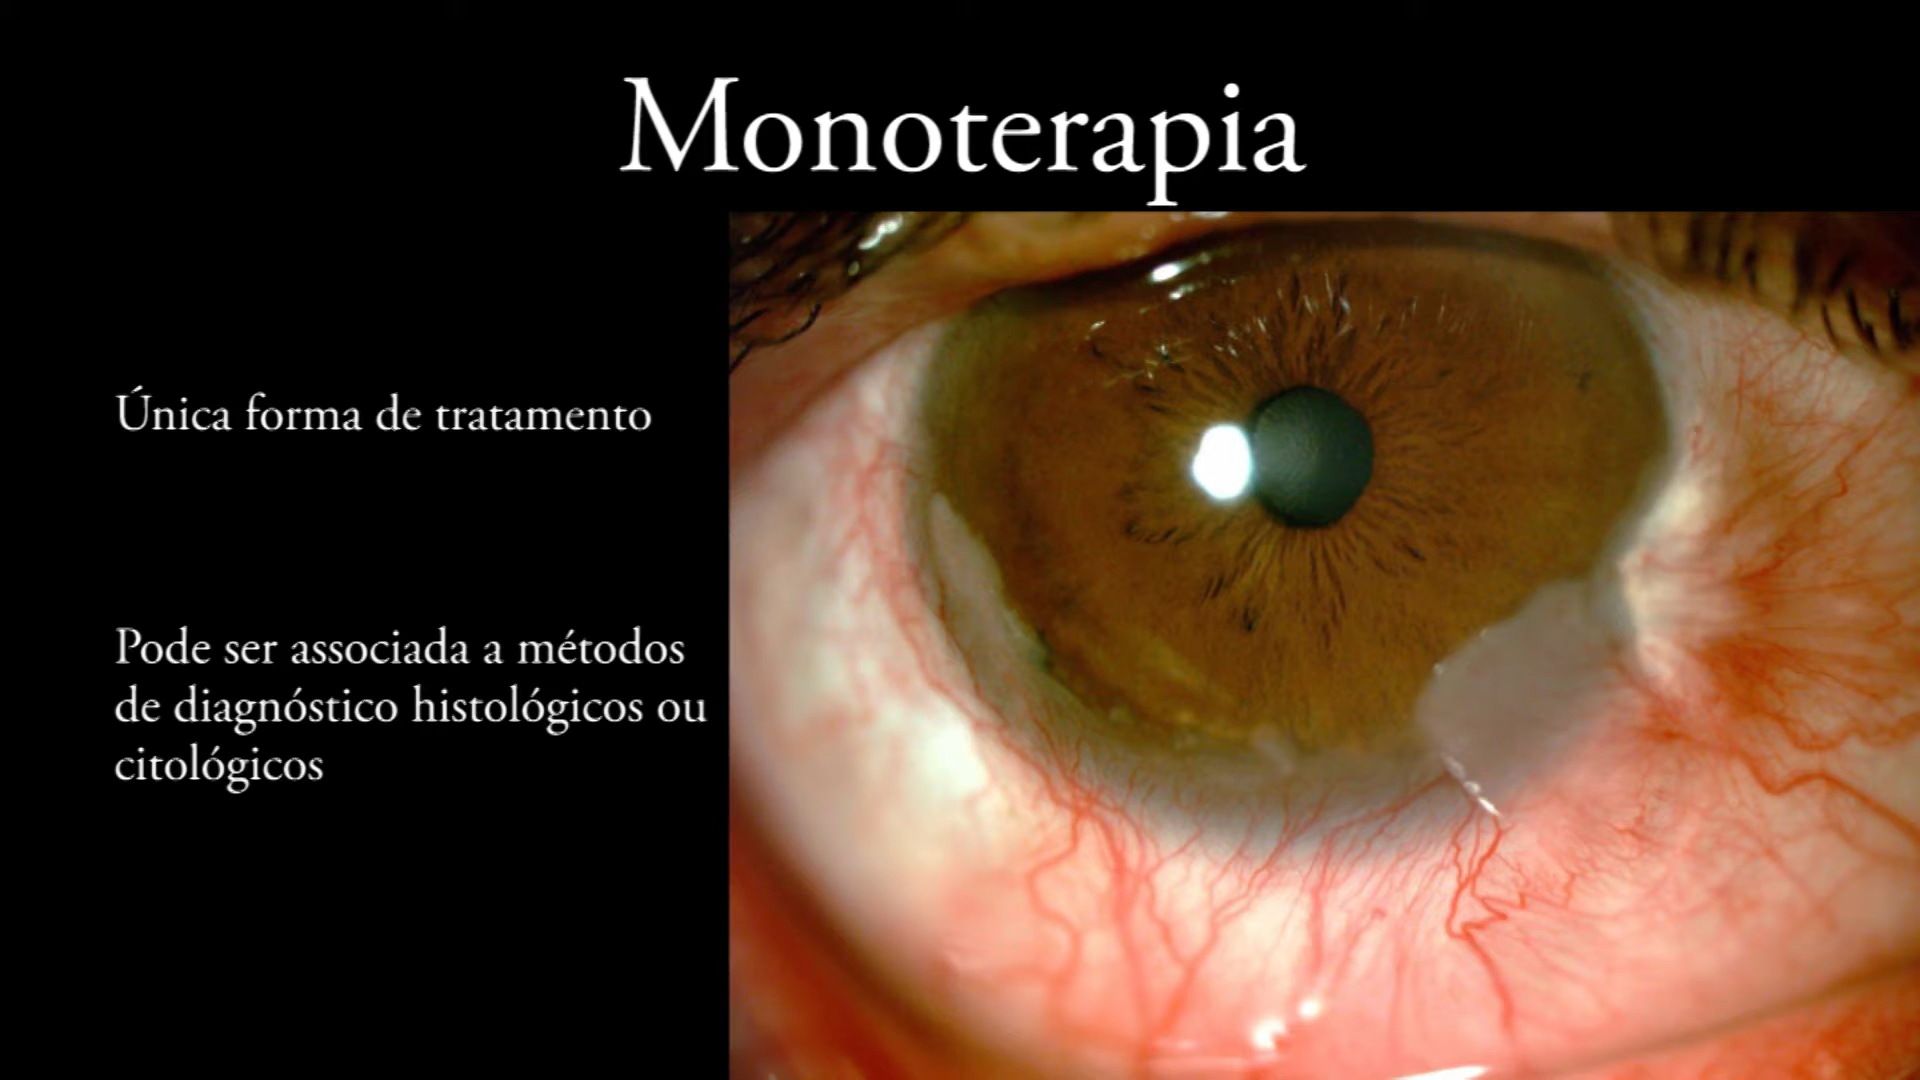 Monoterapia
Única forma de tratamento
Pode ser associada a métodos
de diagnóstico histológicos ou
citológicos